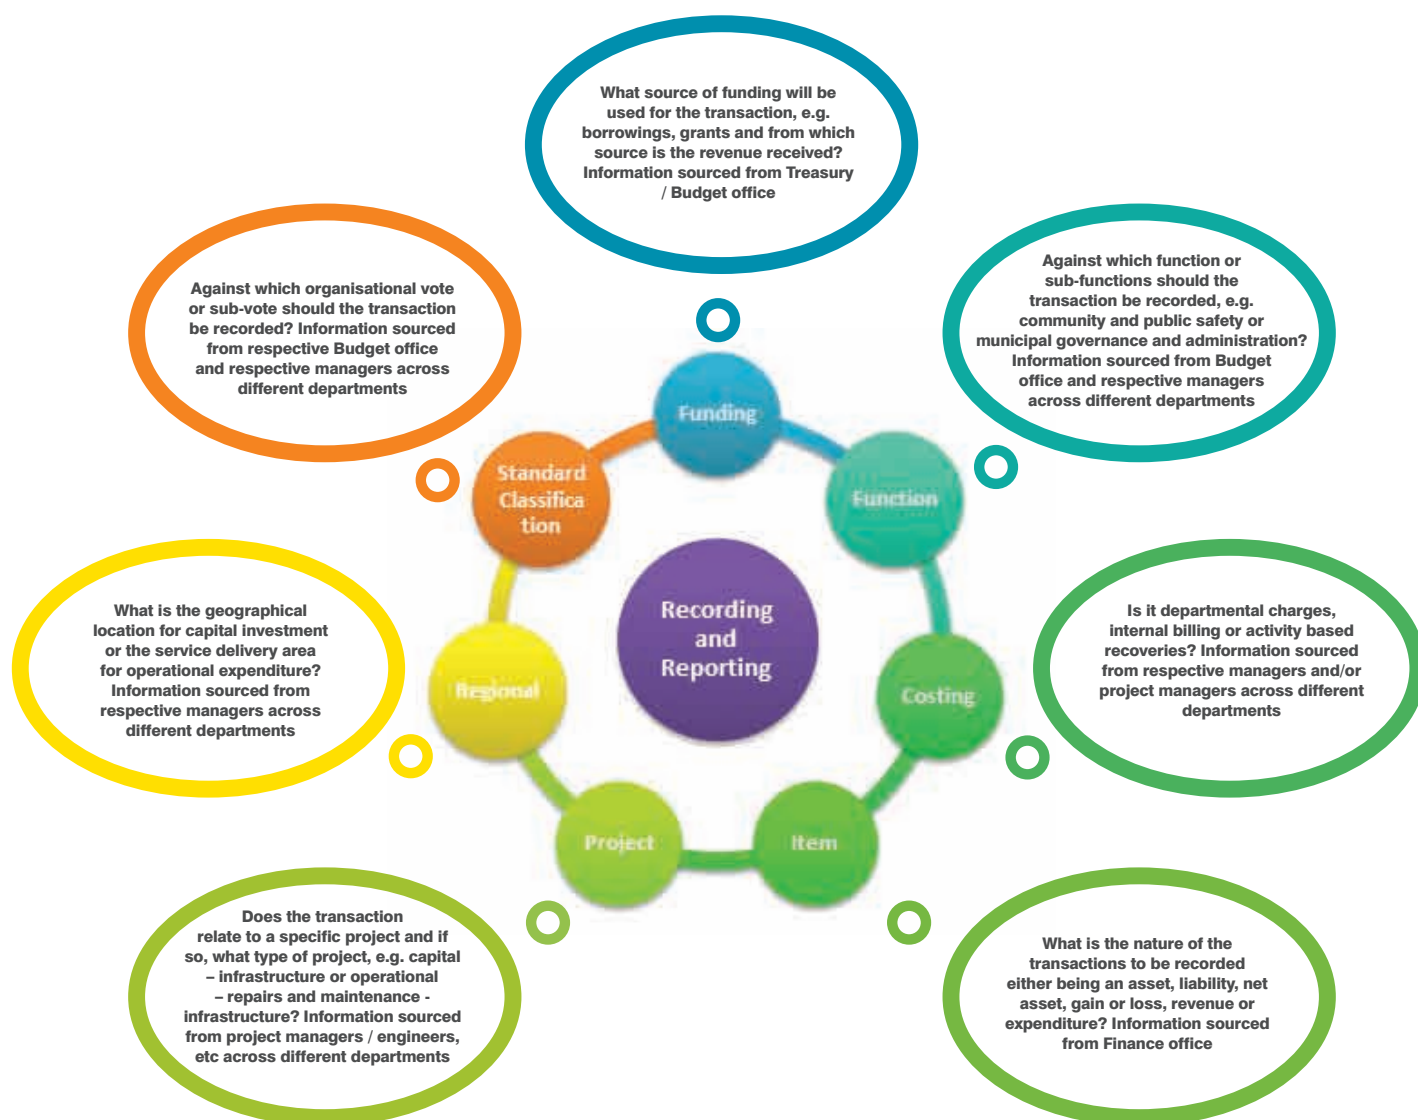 What source of funding will be
used for the transaction, e.g.
borrowings, grants and from which
source is the revenue received?
Information sourced from Treasury
/ Budget office
Against which organisational vote
or sub-vote should the transaction
be recorded? Information sourced
from respective Budget office
and respective managers across
different departments
Against which function or
sub-functions should the
transaction be recorded, e.g.
community and public safety or
municipal governance and administration?
Information sourced from Budget
office and respective managers
across different departments
Funding
Standard
Classifica
tion
Function
What is the geographical
location for capital investment
or the service delivery area
for operational expenditure?
Information sourced from
respective managers across
different departments
Recording
and
Reporting
Is it departmental charges,
internal billing or activity based
recoveries? Information sourced
from respective managers and/or
project managers across different
departments
Regional
Costing
Project
Item
Does the transaction
relate to a specific project and if
so, what type of project, e.g. capital
– infrastructure or operational
– repairs and maintenance -
infrastructure? Information sourced
from project managers / engineers,
etc across different departments
What is the nature of the
transactions to be recorded
either being an asset, liability, net
asset, gain or loss, revenue or
expenditure? Information sourced
from Finance office